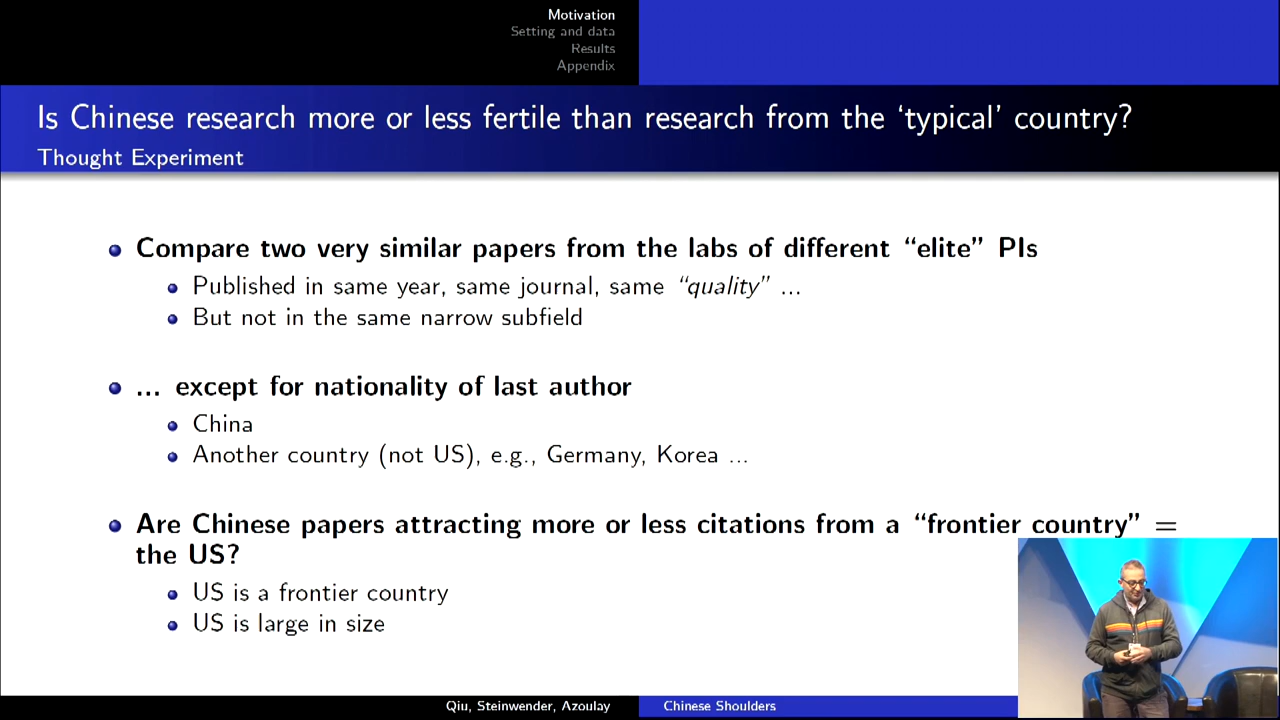 Motivation
Setting and data
Results
Appendix
Is Chinese research more or less fertile than research from the ‘typical’ country?
Thought Experiment
Compare two very similar papers from the labs of different “elite” PIs
Published in same year, same journal, same “quality” ...
But not in the same narrow subfield
... except for nationality of last author
China
Another country (not US), e.g., Germany, Korea ...
Are Chinese papers attracting more or less citations from a “frontier country” =
the US?
US is a frontier country
US is large in size
Qiu, Steinwender, Azoulay
Chinese Shoulders